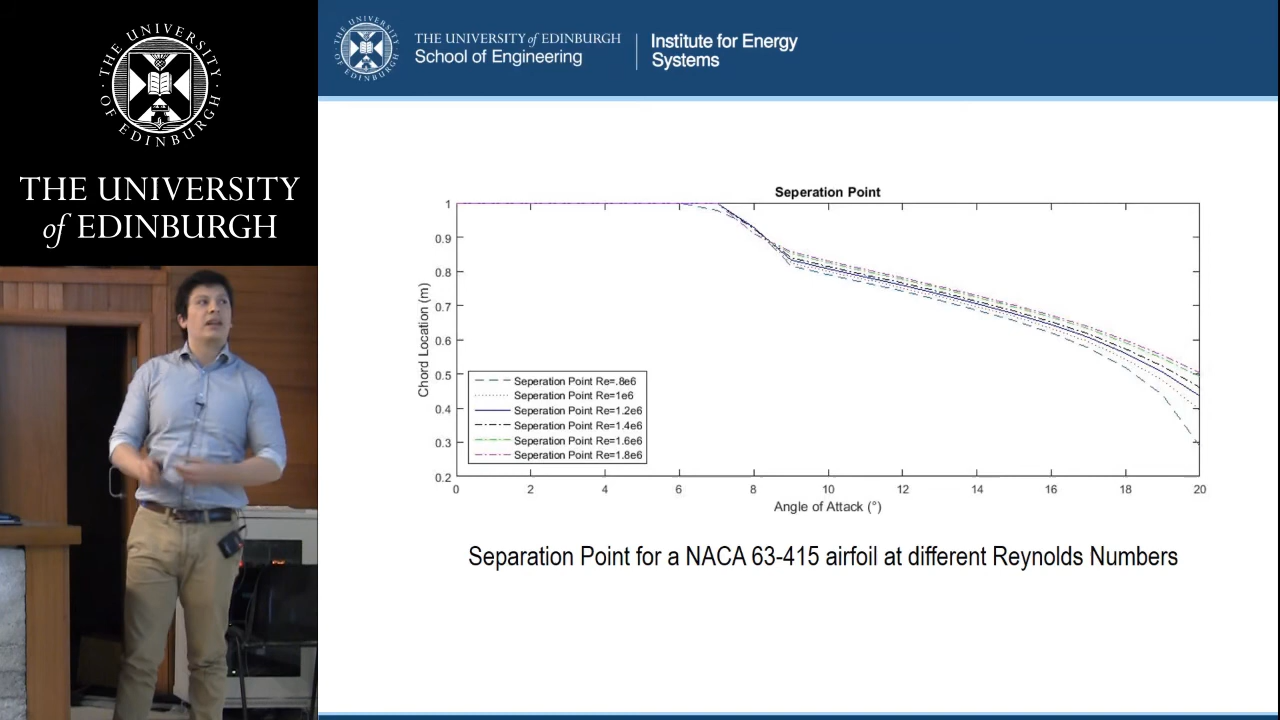 THE UNIVERSITY OF EDINBURGH
THE UNIVERSITY
of EDINBURGH
THE UNIVERSITY of EDINBURGH
School of Engineering
Institute for Energy
Systems
Seperation Point
1
0.9
0.8
0.7
0.6
0.5
0.4
0.3
0.2
Chord Location (m)
Seperation Point Re=.8e6
Seperation Point Re=1e6
Seperation Point Re=1.2e6
Seperation Point Re=1.4e6
Seperation Point Re=1.6e6
Seperation Point Re=1.8e6
0 2 4 6 8 10 12 14 16 18 20
Angle of Attack (°)
Separation Point for a NACA 63-415 airfoil at different Reynolds Numbers